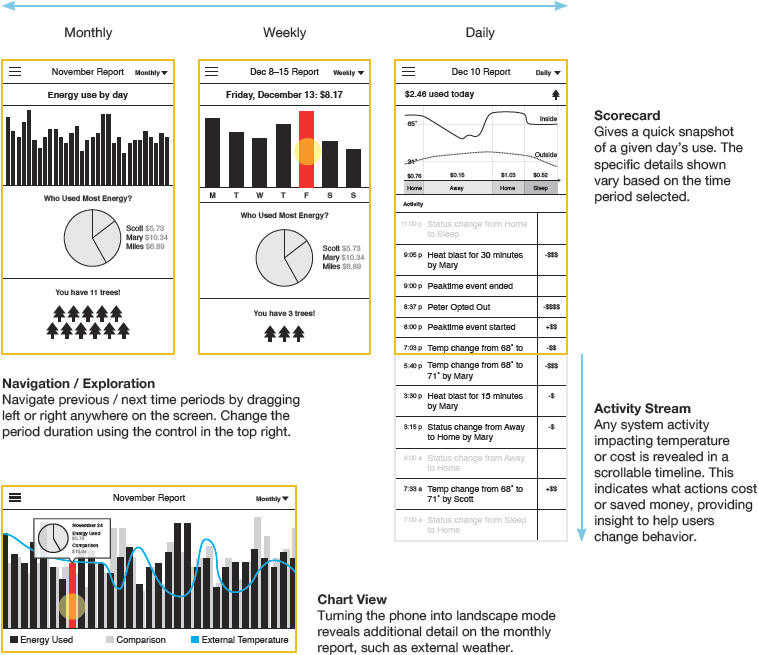 Monthly
Weekly
Daily
November Report
Monthly
Energy use by day
Who Used Most Energy?
Scott $5.73
Mary $10.34
Miles $6.89
You have 11 trees!
Dec 8–15 Report
Weekly
Friday, December 13: $8.17
M T W T F S S
Who Used Most Energy?
Scott $5.73
Mary $10.34
Miles $6.89
You have 3 trees!
Dec 10 Report
Daily
$2.46 used today
Inside
65°
Outside
34°
$0.76 $0.15 $1.03 $0.52
Home Away Home Sleep
Activity
11:00 p Status change from Home
to Sleep
9:05 p Heat blast for 30 minutes -$$$
by Mary
9:00 p Peaktime event ended
8:37 p Peter Opted Out -$$$$
8:00 p Peaktime event started +$$
7:03 p Temp change from 68° to -$$
5:40 p Temp change from 68° to -$$$
71° by Mary
3:30 p Heat blast for 15 minutes -$
by Mary
3:15 p Status change from Away -$
to Home by Mary
9:00 a Status change from Away
to Home
7:33 a Temp change from 68° to +$$
71° by Scott
7:00 a Status change from Sleep
to Home
Scorecard
Gives a quick snapshot
of a given day's use. The
specific details shown
vary based on the time
period selected.
Navigation / Exploration
Navigate previous / next time periods by dragging
left or right anywhere on the screen. Change the
period duration using the control in the top right.
Activity Stream
Any system activity
impacting temperature
or cost is revealed in a
scrollable timeline. This
indicates what actions cost
or saved money, providing
insight to help users
change behavior.
November Report
Monthly
November 24
Energy Used
$5.73
Comparison
$10.34
Energy Used
Comparison
External Temperature
Chart View
Turning the phone into landscape mode
reveals additional detail on the monthly
report, such as external weather.